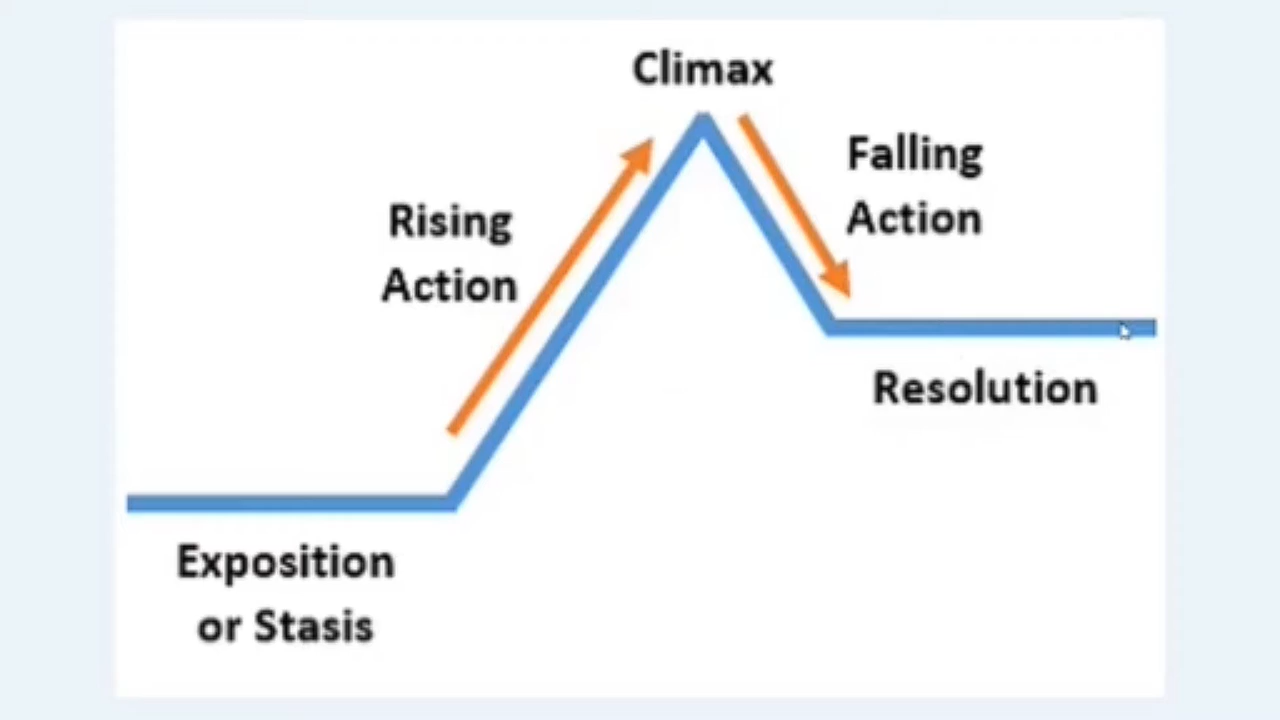 Climax
Falling
Action
Rising
Action
Resolution
Exposition
or Stasis